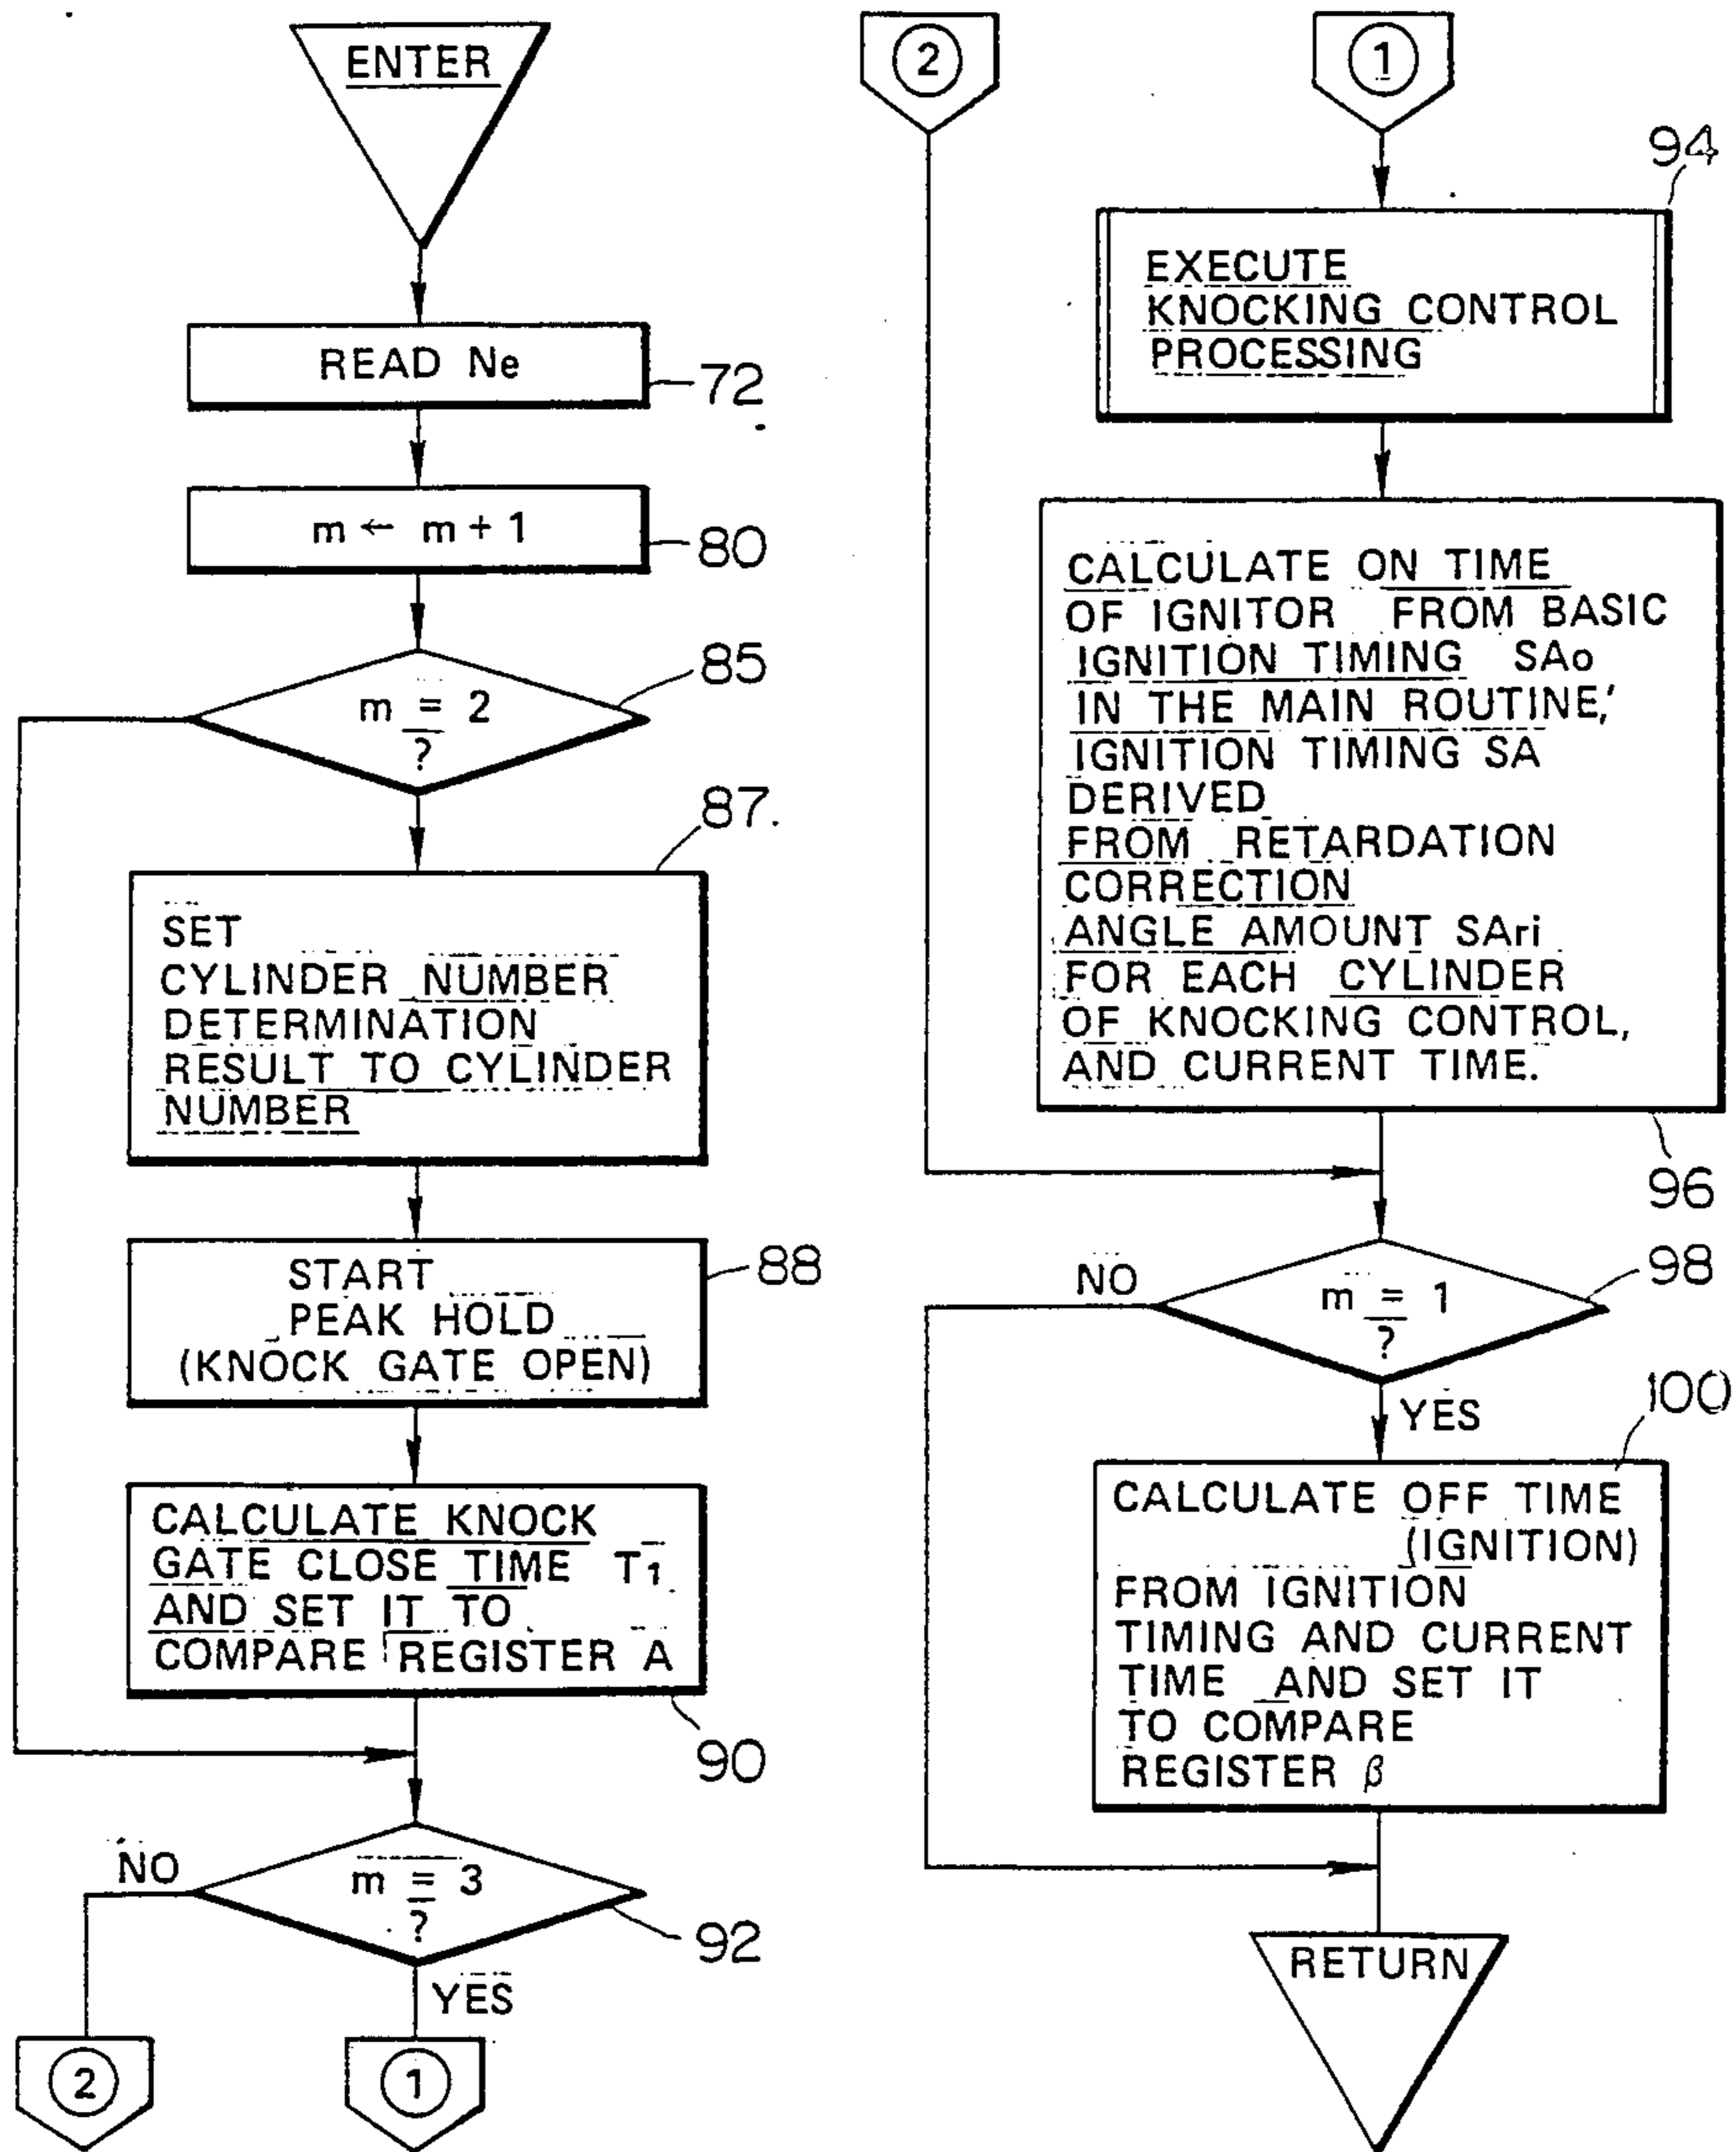 ENTER
READ Ne
72
m ← m + 1
80
85
m = 2
?
87.
SET
CYLINDER NUMBER
DETERMINATION
RESULT TO CYLINDER
NUMBER
88
START
PEAK HOLD
(KNOCK GATE OPEN)
CALCULATE KNOCK
GATE CLOSE TIME T1
AND SET IT TO
COMPARE REGISTER A
90
NO
m = 3
?
92
YES
2
1
2
1
94
EXECUTE
KNOCKING CONTROL
PROCESSING
CALCULATE ON TIME
OF IGNITOR FROM BASIC
IGNITION TIMING SAo
IN THE MAIN ROUTINE,
IGNITION TIMING SA
DERIVED
FROM RETARDATION
CORRECTION
ANGLE AMOUNT SAri
FOR EACH CYLINDER
OF KNOCKING CONTROL,
AND CURRENT TIME.
96
NO
m = 1
?
98
YES
100
CALCULATE OFF TIME
(IGNITION)
FROM IGNITION
TIMING AND CURRENT
TIME AND SET IT
TO COMPARE
REGISTER β
RETURN